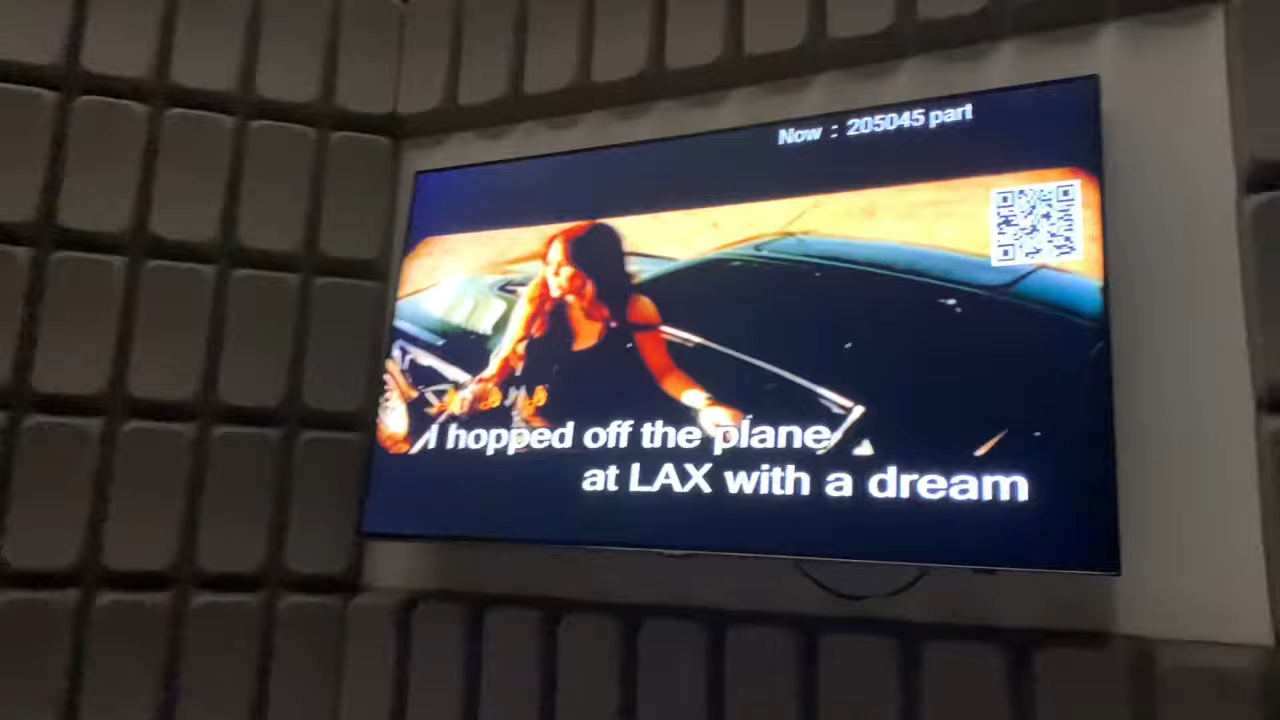 Now : 205045 part
I hopped off the plane
at LAX with a dream